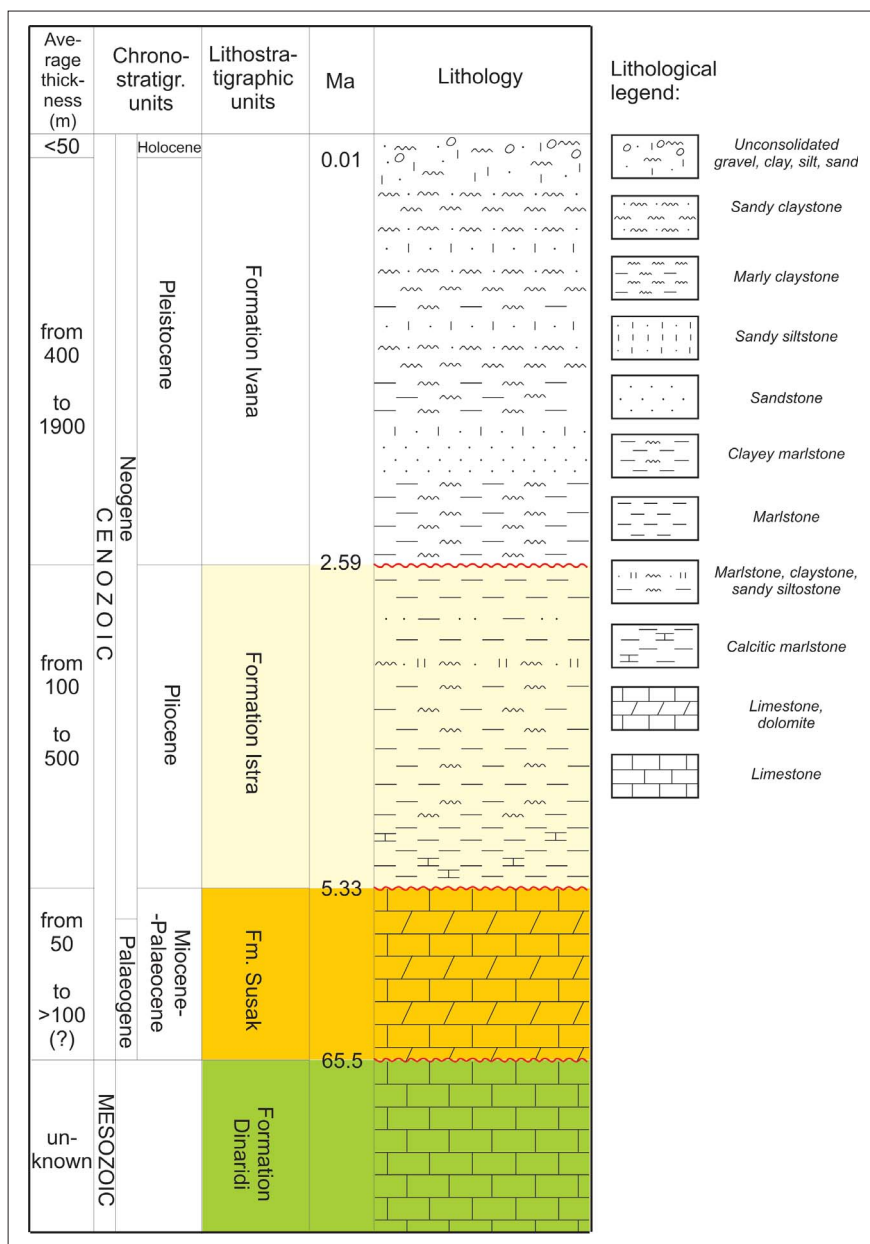 Ave-
rage
thick-
ness
(m)
Chrono-
stratigr.
units
Lithostra-
tigraphic
units
Ma
Lithology
<50
Holocene
0.01
from
400
to
1900
Pleistocene
Formation Ivana
Neogene
CENOZOIC
2.59
from
100
to
500
Pliocene
Formation Istra
5.33
from
50
to
>100
(?)
Palaeogene
Miocene-
-Palaeocene
Fm. Susak
65.5
un-
known
MESOZOIC
Formation
Dinaridi
Lithological
legend:
Unconsolidated
gravel, clay, silt, sand
Sandy claystone
Marly claystone
Sandy siltstone
Sandstone
Clayey marlstone
Marlstone
Marlstone, claystone,
sandy siltostone
Calcitic marlstone
Limestone,
dolomite
Limestone